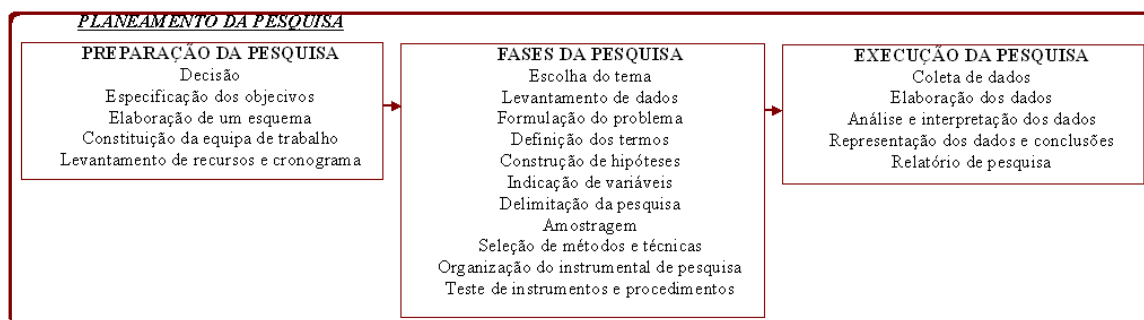 PLANEAMENTO DA PESQUISA
PREPARAÇÃO DA PESQUISA
Decisão
Especificação dos objecivos
Elaboração de um esquema
Constituição da equipa de trabalho
Levantamento de recursos e cronograma
FASES DA PESQUISA
Escolha do tema
Levantamento de dados
Formulação do problema
Definição dos termos
Construção de hipóteses
Indicação de variáveis
Delimitação da pesquisa
Amostragem
Seleção de métodos e técnicas
Organização do instrumental de pesquisa
Teste de instrumentos e procedimentos
EXECUÇÃO DA PESQUISA
Coleta de dados
Elaboração dos dados
Análise e interpretação dos dados
Representação dos dados e conclusões
Relatório de pesquisa